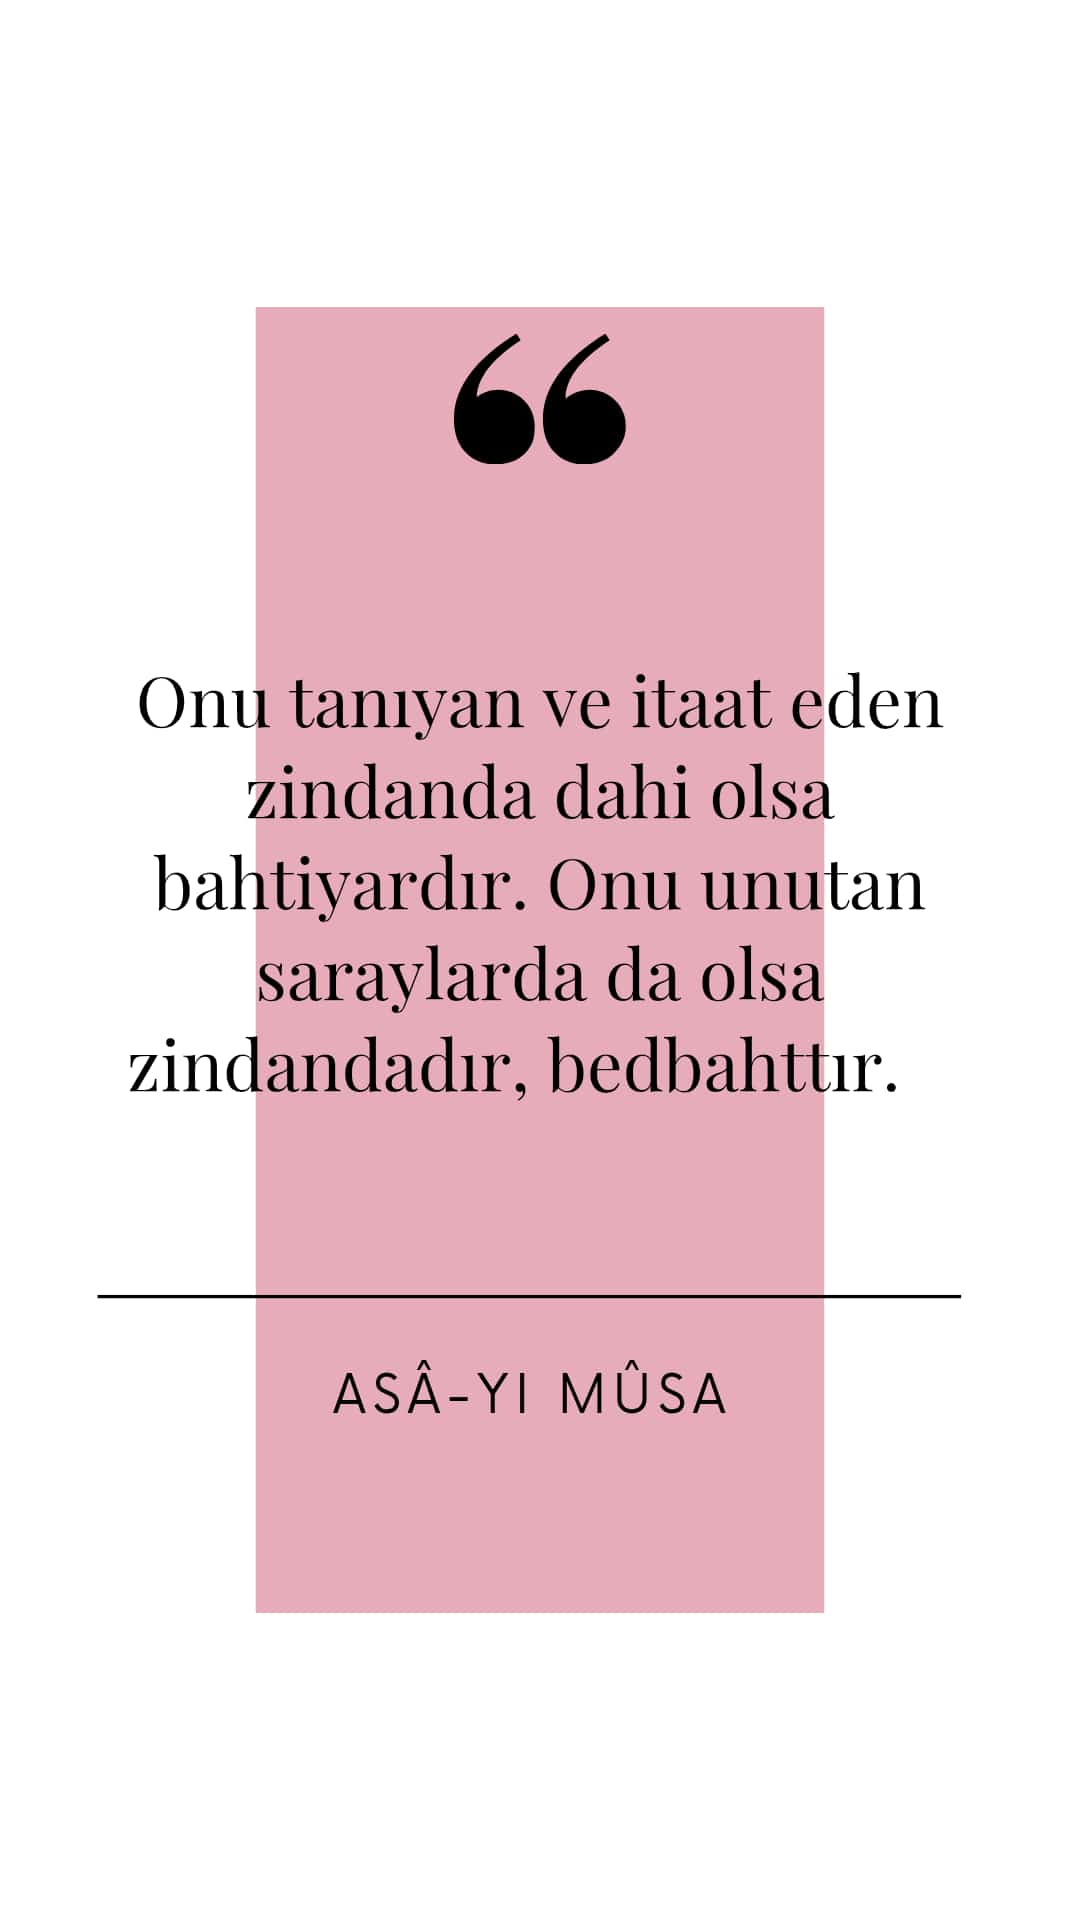 “
Onu tanıyan ve itaat eden
zindanda dahi olsa
bahtiyardır. Onu unutan
saraylarda da olsa
zindandadır, bedbahttır.
ASÂ-YI MÛSA